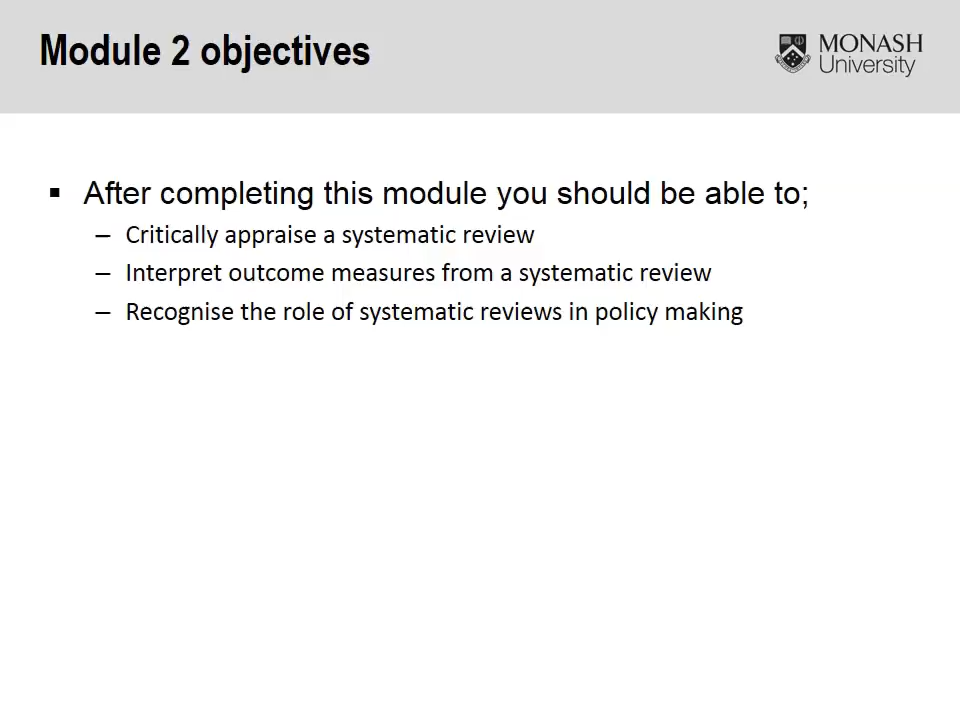 Module 2 objectives
MONASH
University
▪ After completing this module you should be able to;
– Critically appraise a systematic review
– Interpret outcome measures from a systematic review
– Recognise the role of systematic reviews in policy making